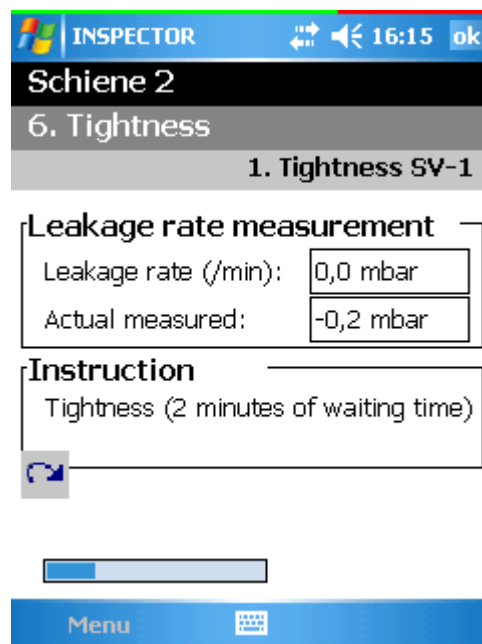 INSPECTOR 16:15 ok
Schiene 2
6. Tightness
1. Tightness SV-1
Leakage rate measurement
Leakage rate (/min): 0,0 mbar
Actual measured: -0,2 mbar
Instruction
Tightness (2 minutes of waiting time)
Menu